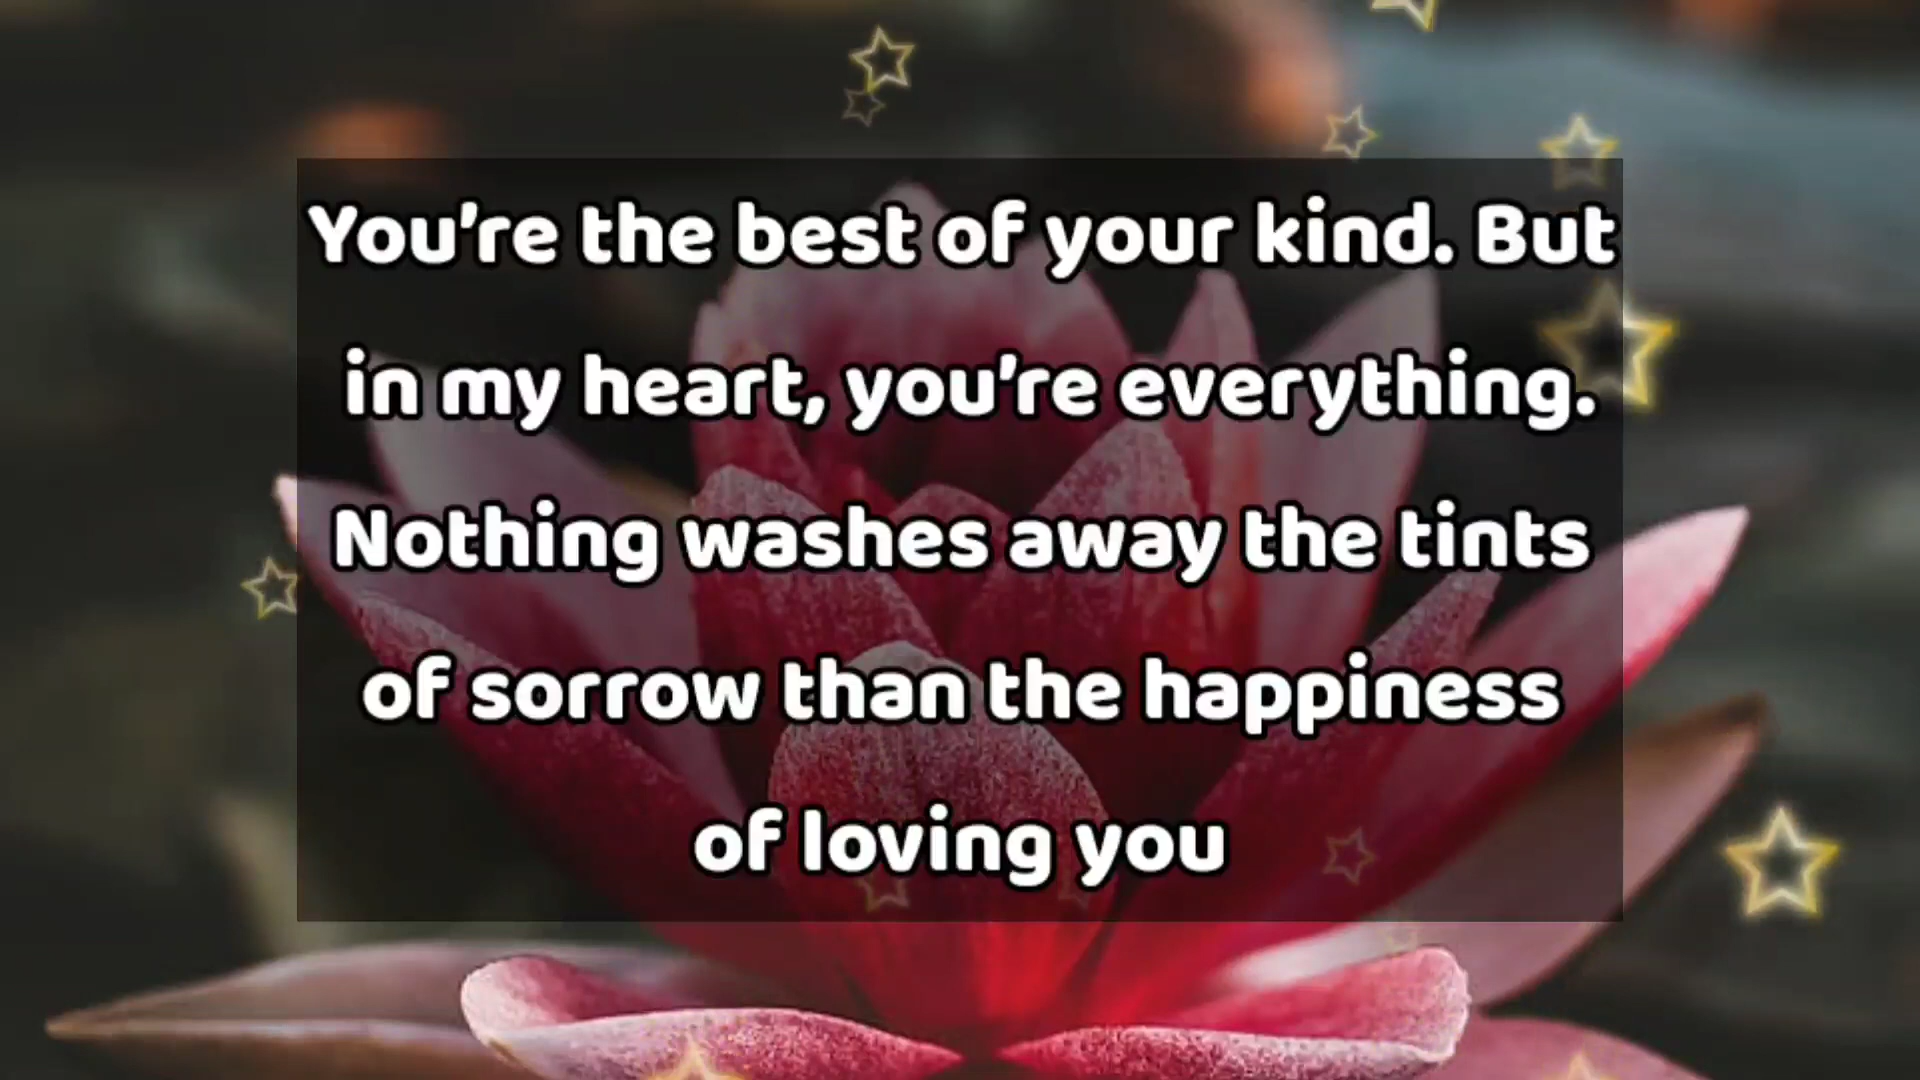 You're the best of your kind. But
in my heart, you're everything.
Nothing washes away the tints
of sorrow than the happiness
of loving you